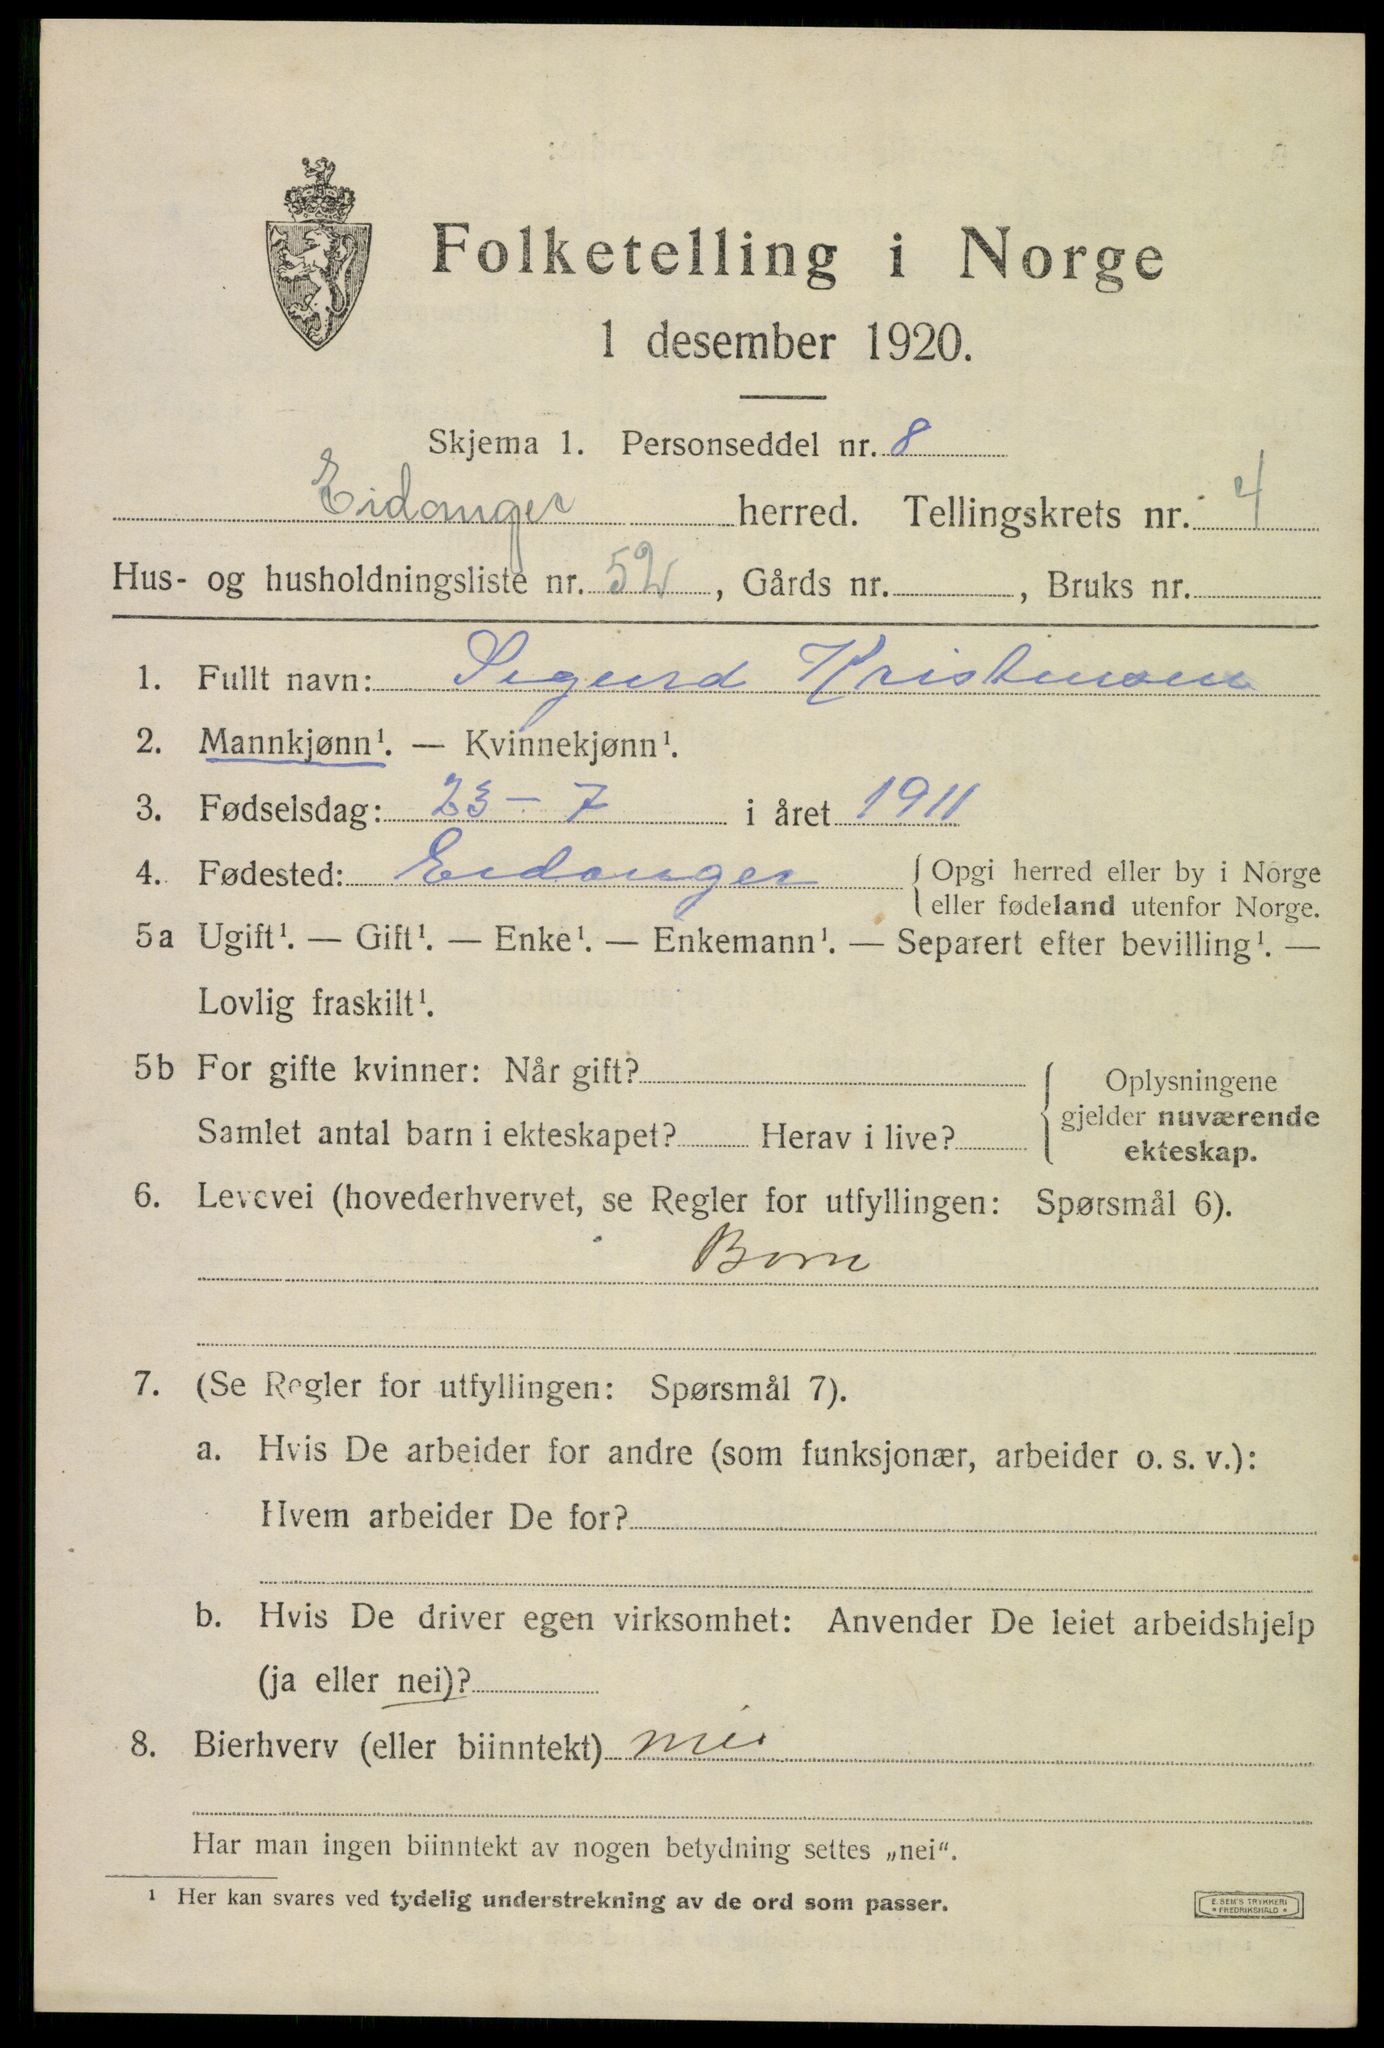 Folketelling i Norge
1 desember 1920.
Skjema 1. Personseddel nr. 8
Eidanger herred. Tellingskrets nr. 4
Hus- og husholdningsliste nr. 52, Gårds nr. , Bruks nr.
1. Fullt navn: Sigurd
2. Mannkjønn¹. — Kvinnekjønn¹.
3. Fødselsdag: 23 - 7 i året 1911
4. Fødested: Eidanger { Opgi herred eller by i Norge
eller fødeland utenfor Norge.
5a Ugift¹. — Gift¹. — Enke¹. — Enkemann¹. — Separert efter bevilling¹. —
Lovlig fraskilt¹.
5b For gifte kvinner: Når gift?
Samlet antal barn i ekteskapet? Herav i live?
{ Oplysningene
gjelder nuværende
ekteskap.
6. Levevei (hovederhvervet, se Regler for utfyllingen: Spørsmål 6).
Barn
7. (Se Regler for utfyllingen: Spørsmål 7).
a. Hvis De arbeider for andre (som funksjonær, arbeider o. s. v.):
Hvem arbeider De for?
b. Hvis De driver egen virksomhet: Anvender De leiet arbeidshjelp
(ja eller nei)?
8. Bierhverv (eller biinntekt) nei
Har man ingen biinntekt av nogen betydning settes „nei".
¹ Her kan svares ved tydelig understrekning av de ord som passer.
E. SEM'S TRYKKERI
* FREDRIKSHALD *